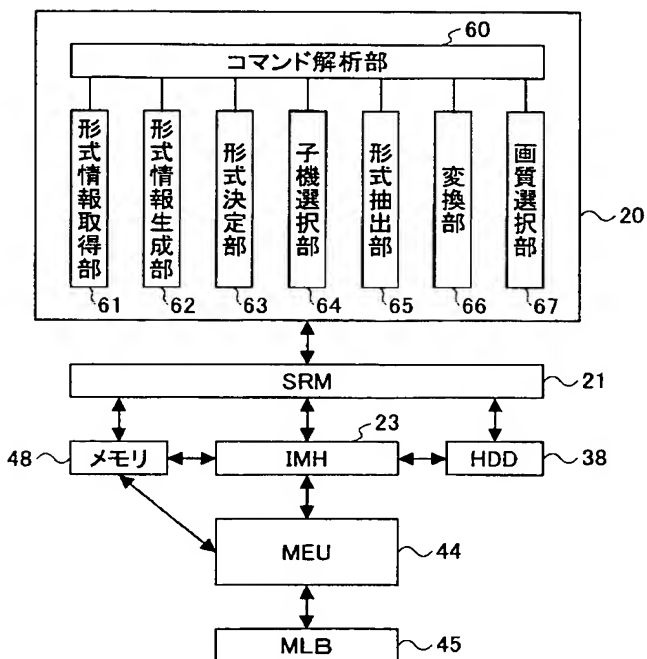 60
コマンド解析部
形式情報取得部
形式情報生成部
形式決定部
子機選択部
形式抽出部
変換部
画質選択部
61
62
63
64
65
66
67
20
SRM
21
23
48
メモリ
IMH
HDD
38
MEU
44
MLB
45